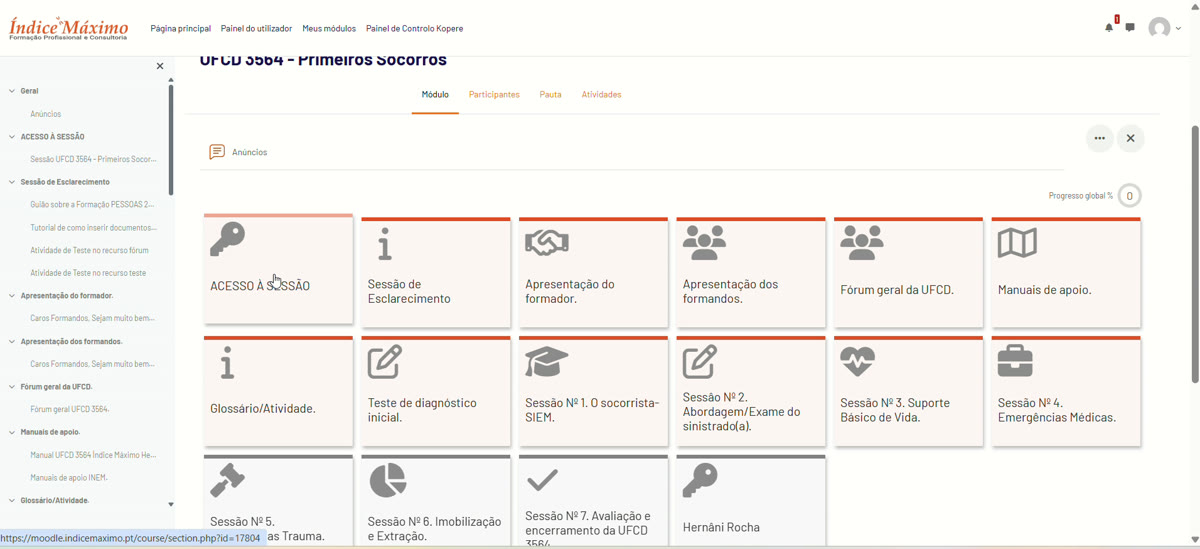 Índice Máximo
Formação Profissional e Consultoria
Página principal
Painel do utilizador
Meus módulos
Painel de Controlo Kopere
1
UFCD 3564 - Primeiros Socorros
Módulo
Participantes
Pauta
Atividades
Geral
Anúncios
ACESSO À SESSÃO
Sessão UFCD 3564 - Primeiros Socor...
Sessão de Esclarecimento
Guião sobre a Formação PESSOAS 2...
Tutorial de como inserir documentos...
Atividade de Teste no recurso fórum
Atividade de Teste no recurso teste
Apresentação do formador.
Caros Formandos, Sejam muito bem...
Apresentação dos formandos.
Caros Formandos, Sejam muito bem...
Fórum geral da UFCD.
Fórum geral UFCD 3564.
Manuais de apoio.
Manual UFCD 3564 Índice Máximo He...
Manuais de apoio INEM.
Glossário/Atividade.
Anúncios
Progresso global %
0
ACESSO À SESSÃO
Sessão de
Esclarecimento
Apresentação do
formador.
Apresentação dos
formandos.
Fórum geral da UFCD.
Manuais de apoio.
Glossário/Atividade.
Teste de diagnóstico
inicial.
Sessão Nº 1. O socorrista-
SIEM.
Sessão Nº 2.
Abordagem/Exame do
sinistrado(a).
Sessão Nº 3. Suporte
Básico de Vida.
Sessão Nº 4.
Emergências Médicas.
Sessão Nº 5.
as Trauma.
Sessão Nº 6. Imobilização
e Extração.
Sessão Nº 7. Avaliação e
encerramento da UFCD
3564
Hernâni Rocha
https://moodle.indicemaximo.pt/course/section.php?id=17804